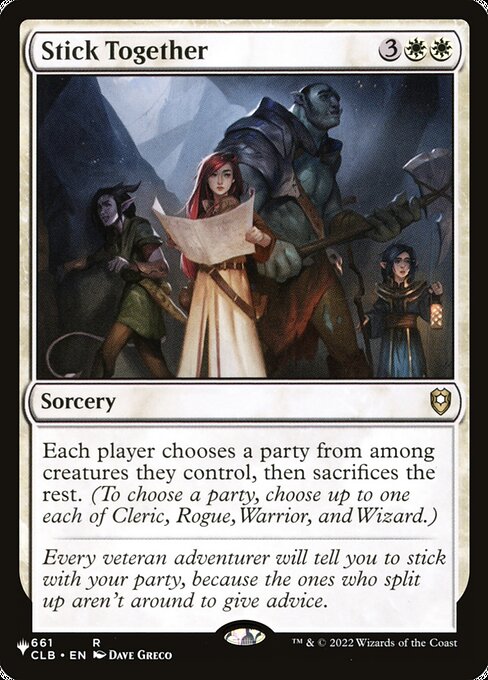 Stick Together 3
Sorcery
Each player chooses a party from among
creatures they control, then sacrifices the
rest. (To choose a party, choose up to one
each of Cleric, Rogue, Warrior, and Wizard.)
Every veteran adventurer will tell you to stick
with your party, because the ones who split
up aren't around to give advice.
661 R
CLB • EN DAVE GRECO
™ & © 2022 Wizards of the Coast